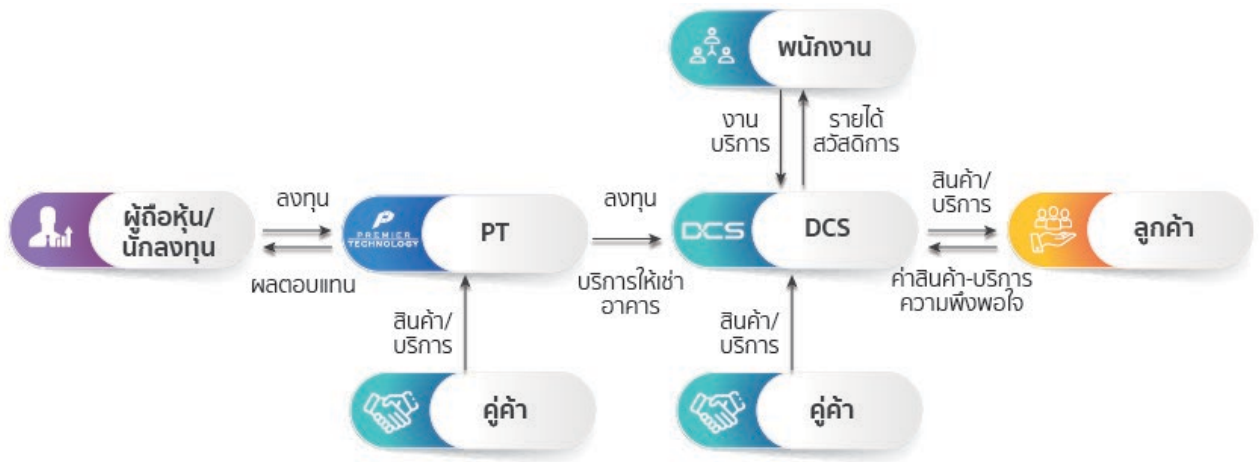 พนักงาน
งาน
บริการ
รายได้
สวัสดิการ
ผู้ถือหุ้น/
นักลงทุน
ลงทุน
ผลตอบแทน
PREMIER
TECHNOLOGY
PT
ลงทุน
บริการให้เช่า
อาคาร
DCS
DCS
สินค้า/
บริการ
ค่าสินค้า-บริการ
ความพึงพอใจ
ลูกค้า
สินค้า/
บริการ
สินค้า/
บริการ
คู่ค้า
คู่ค้า